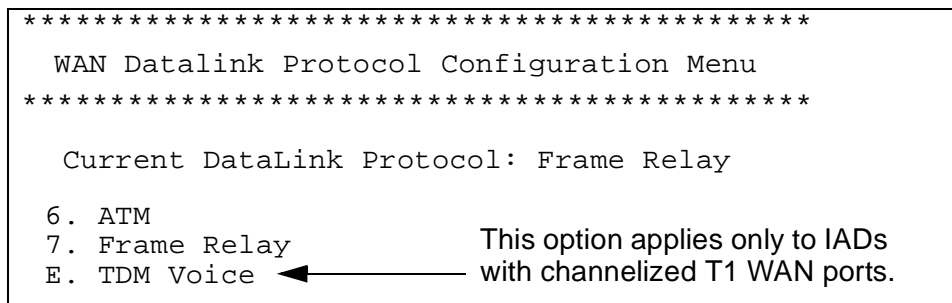 *********************************************
WAN Datalink Protocol Configuration Menu
*********************************************
Current DataLink Protocol: Frame Relay
6. ATM
7. Frame Relay
E. TDM Voice
This option applies only to IADs
with channelized T1 WAN ports.